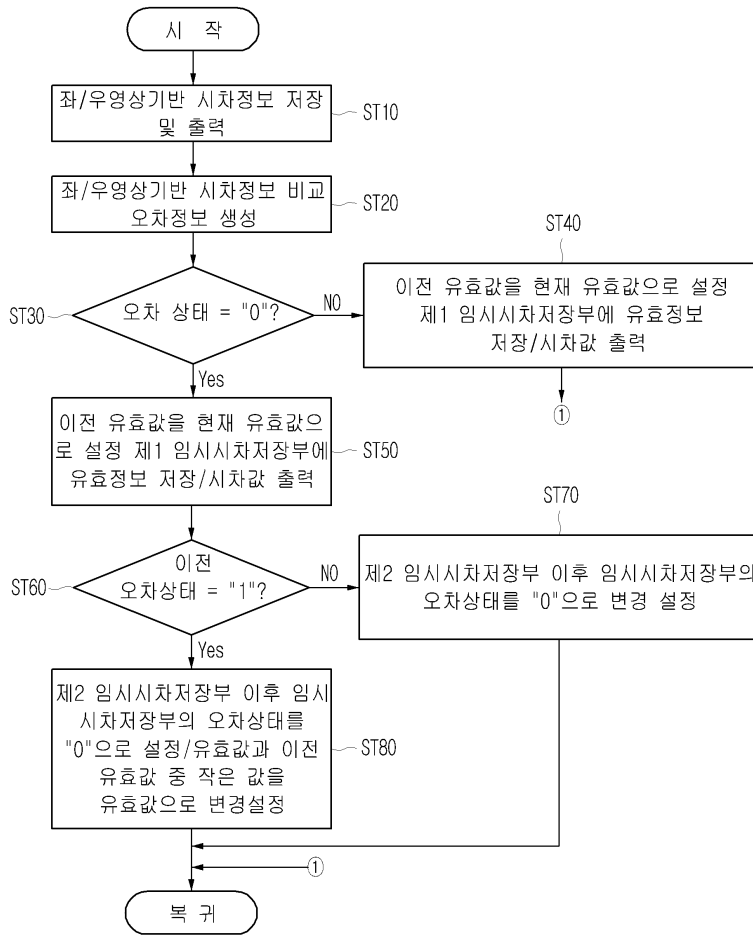 시 작
좌/우영상기반 시차정보 저장
및 출력
ST10
좌/우영상기반 시차정보 비교
오차정보 생성
ST20
오차 상태 = "0"?
ST30
NO
Yes
ST40
이전 유효값을 현재 유효값으로 설정
제1 임시시차저장부에 유효정보
저장/시차값 출력
①
이전 유효값을 현재 유효값으
로 설정 제1 임시시차저장부에
유효정보 저장/시차값 출력
ST50
이전
오차상태 = "1"?
ST60
NO
Yes
ST70
제2 임시시차저장부 이후 임시시차저장부의
오차상태를 "0"으로 변경 설정
제2 임시시차저장부 이후 임시
시차저장부의 오차상태를
"0"으로 설정/유효값과 이전
유효값 중 작은 값을
유효값으로 변경설정
ST80
①
복 귀